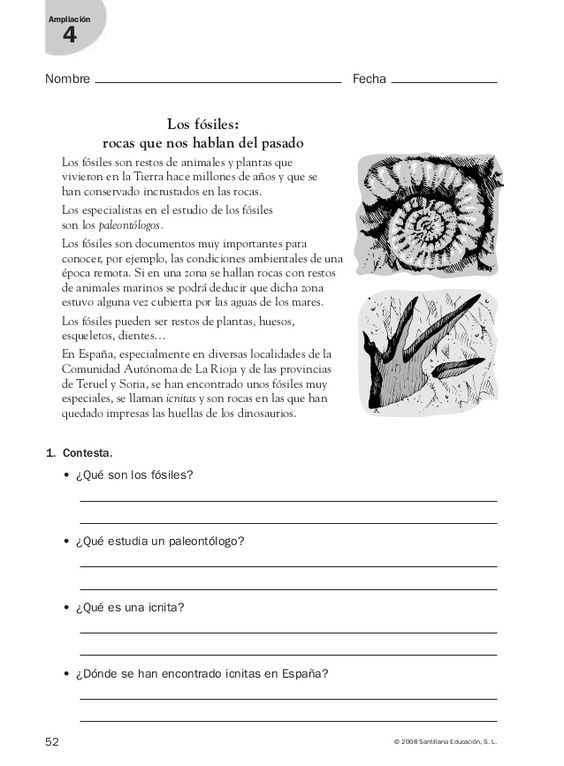 Ampliación
4
Nombre
Fecha
Los fósiles:
rocas que nos hablan del pasado
Los fósiles son restos de animales y plantas que
vivieron en la Tierra hace millones de años y que se
han conservado incrustados en las rocas.
Los especialistas en el estudio de los fósiles
son los paleontólogos.
Los fósiles son documentos muy importantes para
conocer, por ejemplo, las condiciones ambientales de una
época remota. Si en una zona se hallan rocas con restos
de animales marinos se podrá deducir que dicha zona
estuvo alguna vez cubierta por las aguas de los mares.
Los fósiles pueden ser restos de plantas, huesos,
esqueletos, dientes…
En España, especialmente en diversas localidades de la
Comunidad Autónoma de La Rioja y de las provincias
de Teruel y Soria, se han encontrado unos fósiles muy
especiales, se llaman icnitas y son rocas en las que han
quedado impresas las huellas de los dinosaurios.
1. Contesta.
• ¿Qué son los fósiles?
• ¿Qué estudia un paleontólogo?
• ¿Qué es una icnita?
• ¿Dónde se han encontrado icnitas en España?
52
© 2008 Santillana Educación, S. L.